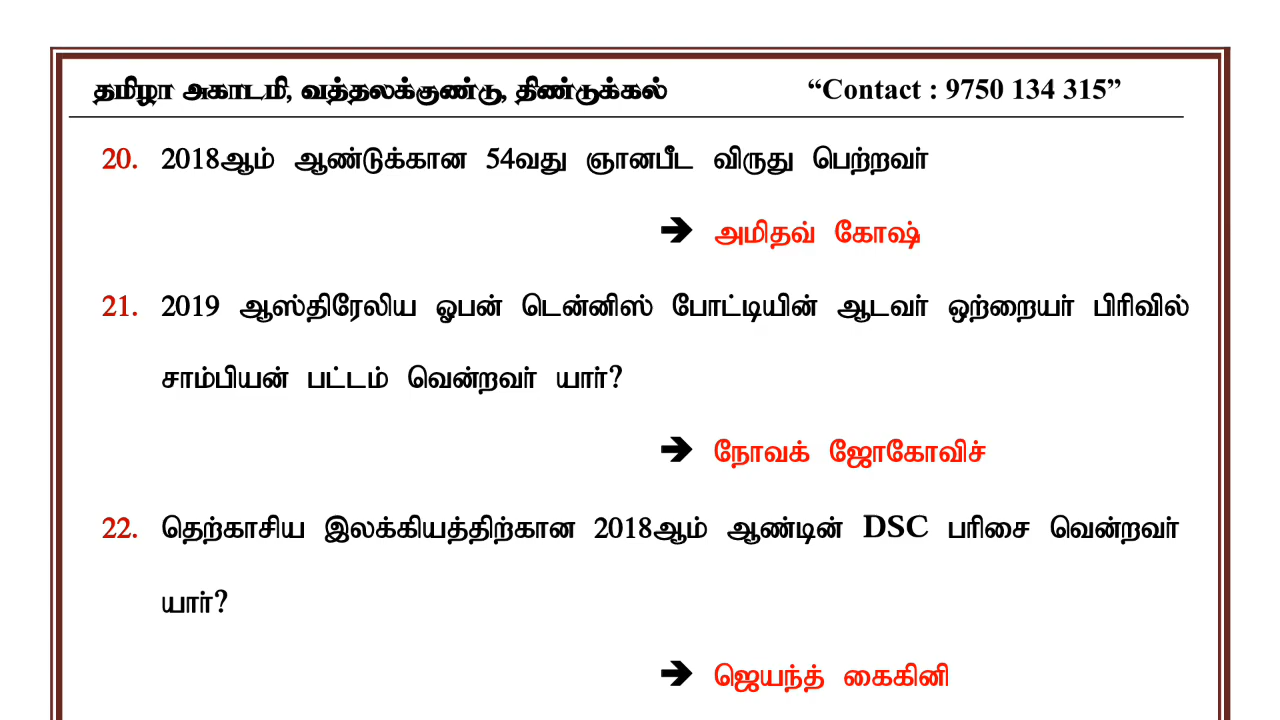 தமிழா அகாடமி, வத்தலக்குண்டு, திண்டுக்கல் “Contact : 9750 134 315”
20. 2018ஆம் ஆண்டுக்கான 54வது ஞானபீட விருது பெற்றவர்
➔ அமிதவ் கோஷ்
21. 2019 ஆஸ்திரேலிய ஓபன் டென்னிஸ் போட்டியின் ஆடவர் ஒற்றையர் பிரிவில்
சாம்பியன் பட்டம் வென்றவர் யார்?
➔ நோவக் ஜோகோவிச்
22. தெற்காசிய இலக்கியத்திற்கான 2018ஆம் ஆண்டின் DSC பரிசை வென்றவர்
யார்?
➔ ஜெயந்த் கைகினி